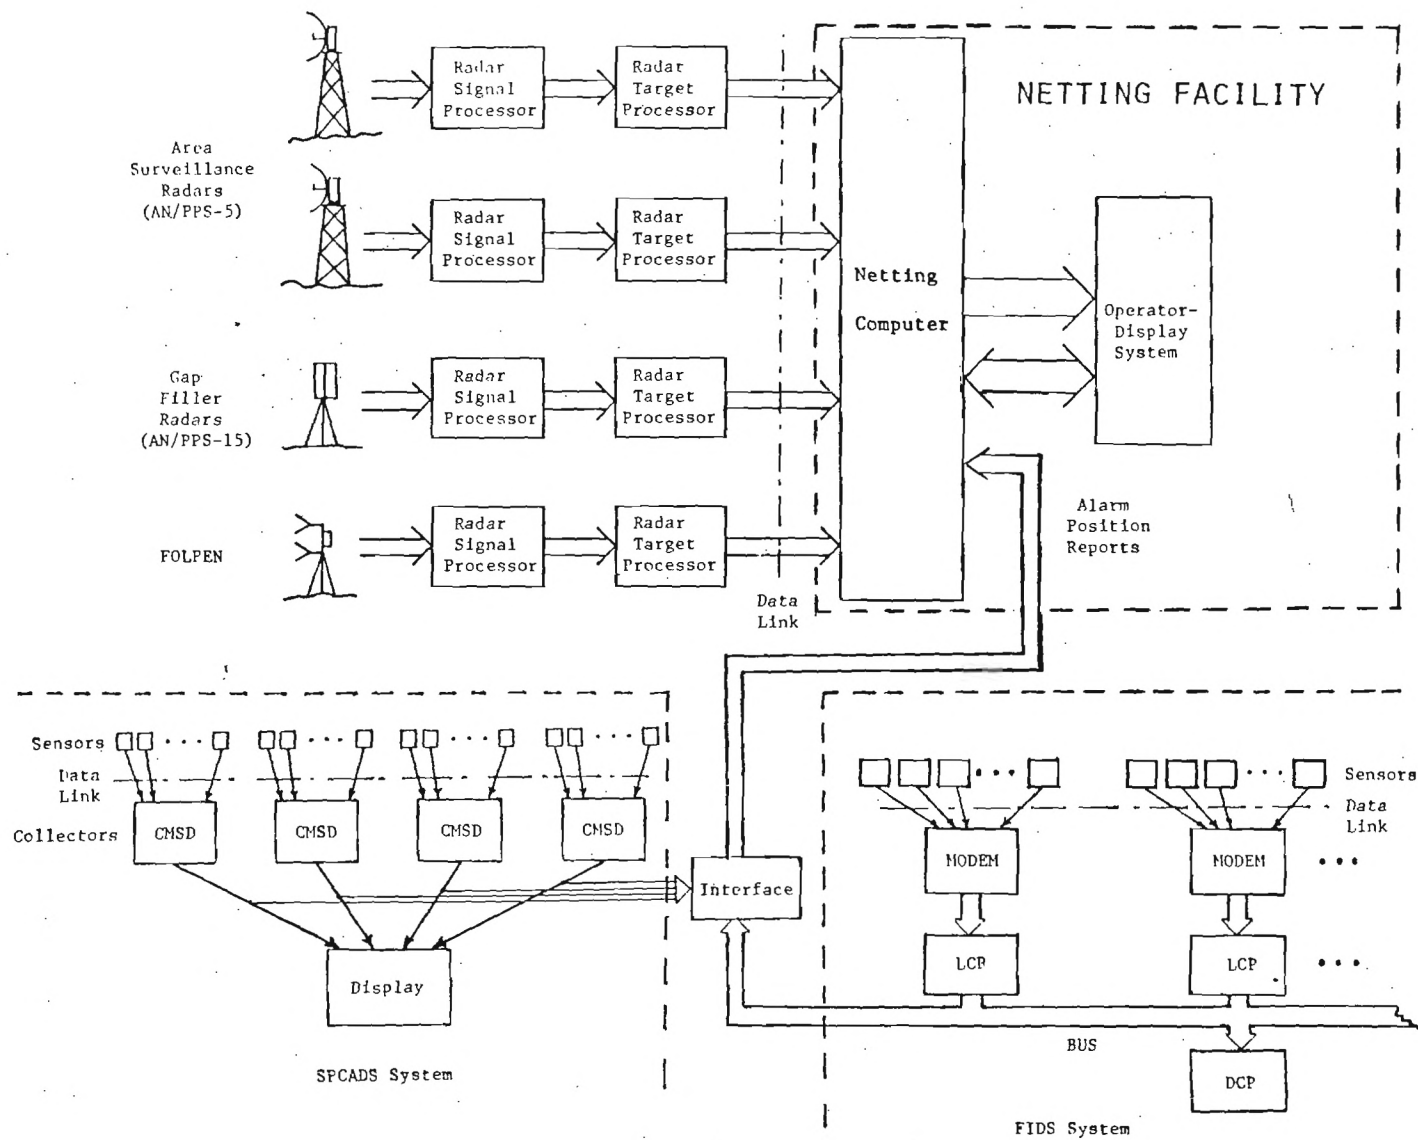 NETTING FACILITY
Area
Surveillance
Radars
(AN/PPS-5)
Radar
Signal
Processor
Radar
Target
Processor
Radar
Signal
Processor
Radar
Target
Processor
Netting
Computer
Operator-
Display
System
Gap
Filler
Radars
(AN/PPS-15)
Radar
Signal
Processor
Radar
Target
Processor
FOLPEN
Radar
Signal
Processor
Radar
Target
Processor
Alarm
Position
Reports
Data
Link
Sensors
Data
Link
Collectors
CMSD
CMSD
CMSD
CMSD
Display
SPCADS System
Interface
Sensors
Data
Link
MODEM
MODEM
LCP
LCP
BUS
DCP
FIDS System